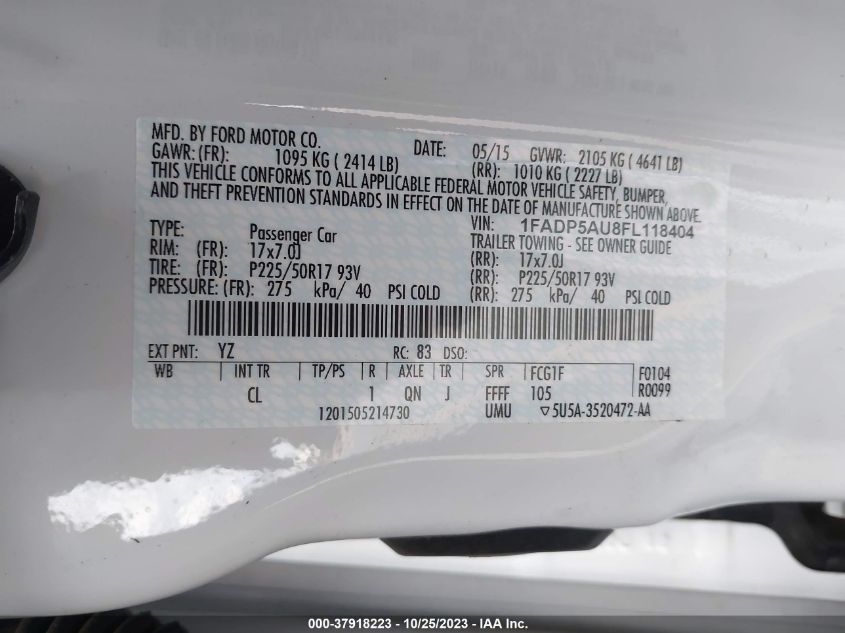 MFD. BY FORD MOTOR CO.
DATE: 05/15 GVWR: 2105 KG ( 4641 LB)
GAWR: (FR): 1095 KG ( 2414 LB) (RR): 1010 KG ( 2227 LB)
THIS VEHICLE CONFORMS TO ALL APPLICABLE FEDERAL MOTOR VEHICLE SAFETY, BUMPER,
AND THEFT PREVENTION STANDARDS IN EFFECT ON THE DATE OF MANUFACTURE SHOWN ABOVE.
VIN: 1FADP5AU8FL118404
TYPE: Passenger Car TRAILER TOWING - SEE OWNER GUIDE
RIM: (FR): 17x7.0J (RR): 17x7.0J
TIRE: (FR): P225/50R17 93V (RR): P225/50R17 93V
PRESSURE: (FR): 275 kPa/ 40 PSI COLD (RR): 275 kPa/ 40 PSI COLD
EXT PNT: YZ RC: 83 DSO:
WB INT TR TP/PS R AXLE TR SPR FCG1F F0104
CL 1 QN J FFFF 105 R0099
1201505214730 UMU ▽5U5A-3520472-AA
000-37918223 - 10/25/2023 - IAA Inc.